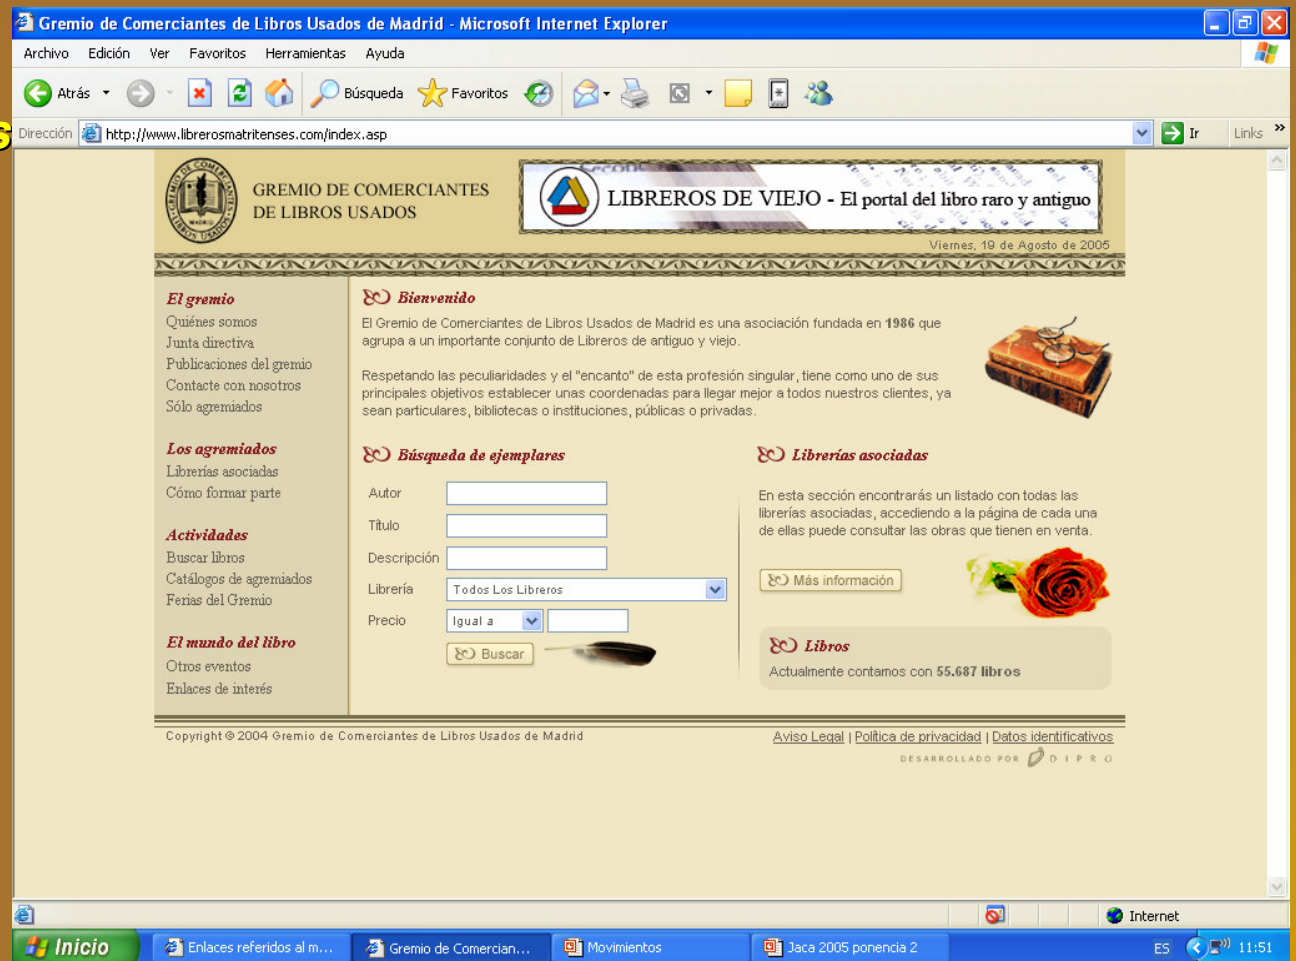 Gremio de Comerciantes de Libros Usados de Madrid - Microsoft Internet Explorer
Archivo Edición Ver Favoritos Herramientas Ayuda
Atrás Búsqueda Favoritos
s
Dirección http://www.librerosmatritenses.com/index.asp Ir Links »
GREMIO DE COMERCIANTES
DE LIBROS USADOS
LIBREROS DE VIEJO - El portal del libro raro y antiguo
Viernes, 19 de Agosto de 2005
El gremio
Quiénes somos
Junta directiva
Publicaciones del gremio
Contacte con nosotros
Sólo agremiados
Los agremiados
Librerías asociadas
Cómo formar parte
Actividades
Buscar libros
Catálogos de agremiados
Ferias del Gremio
El mundo del libro
Otros eventos
Enlaces de interés
Bienvenido
El Gremio de Comerciantes de Libros Usados de Madrid es una asociación fundada en 1986 que
agrupa a un importante conjunto de Libreros de antiguo y viejo.
Respetando las peculiaridades y el "encanto" de esta profesión singular, tiene como uno de sus
principales objetivos establecer unas coordenadas para llegar mejor a todos nuestros clientes, ya
sean particulares, bibliotecas o instituciones, públicas o privadas.
Búsqueda de ejemplares
Autor
Título
Descripción
Librería Todos Los Libreros
Precio Igual a
Buscar
Librerías asociadas
En esta sección encontrarás un listado con todas las
librerías asociadas, accediendo a la página de cada una
de ellas puede consultar las obras que tienen en venta.
Más información
Libros
Actualmente contamos con 55.687 libros
Copyright © 2004 Gremio de Comerciantes de Libros Usados de Madrid
Aviso Legal | Política de privacidad | Datos identificativos
DESARROLLADO POR DIPRO
Internet
Inicio
Enlaces referidos al m...
Gremio de Comercian...
Movimientos
Jaca 2005 ponencia 2
ES 11:51